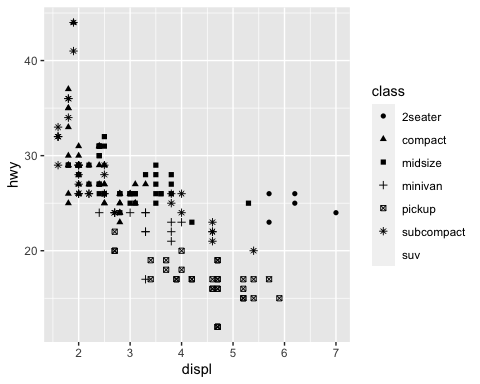 40
30
20
hwy
2
3
4
5
6
7
displ
class
2seater
compact
midsize
minivan
pickup
subcompact
suv